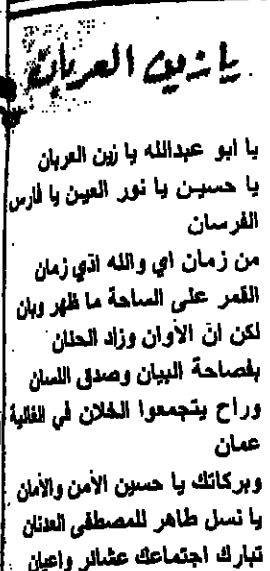 يا زين العربان
يا ابو عبدالله يا زين العربان
يا حسين يا نور العين يا فارس
الفرسان
من زمان اي والله اذي زمان
القمر على الساحة ما ظهر وبان
لكن ان الأوان وزاد الحنان
بفصاحة البيان وصدق اللسان
وراح يتجمعوا الخلان في الغالية
عمان
وبركاتك يا حسين الأمن والأمان
يا نسل طاهر للمصطفى العدنان
تبارك اجتماعك عشائر واعيان